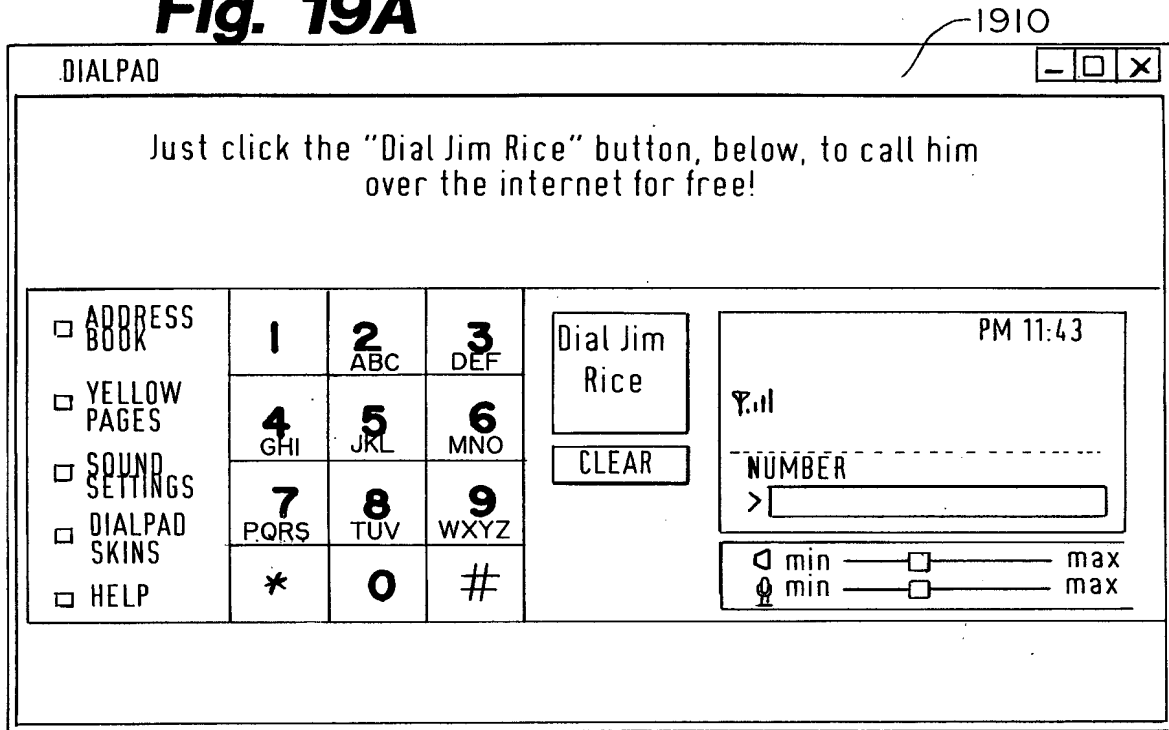 Fig. 19A
1910
DIALPAD
Just click the "Dial Jim Rice" button, below, to call him
over the internet for free!
ADDRESS
BOOK
YELLOW
PAGES
SOUND
SETTINGS
DIALPAD
SKINS
HELP
1
2
ABC
3
DEF
4
GHI
5
JKL
6
MNO
7
PQRS
8
TUV
9
WXYZ
*
0
#
Dial Jim
Rice
CLEAR
PM 11:43
NUMBER
>
min max
min max